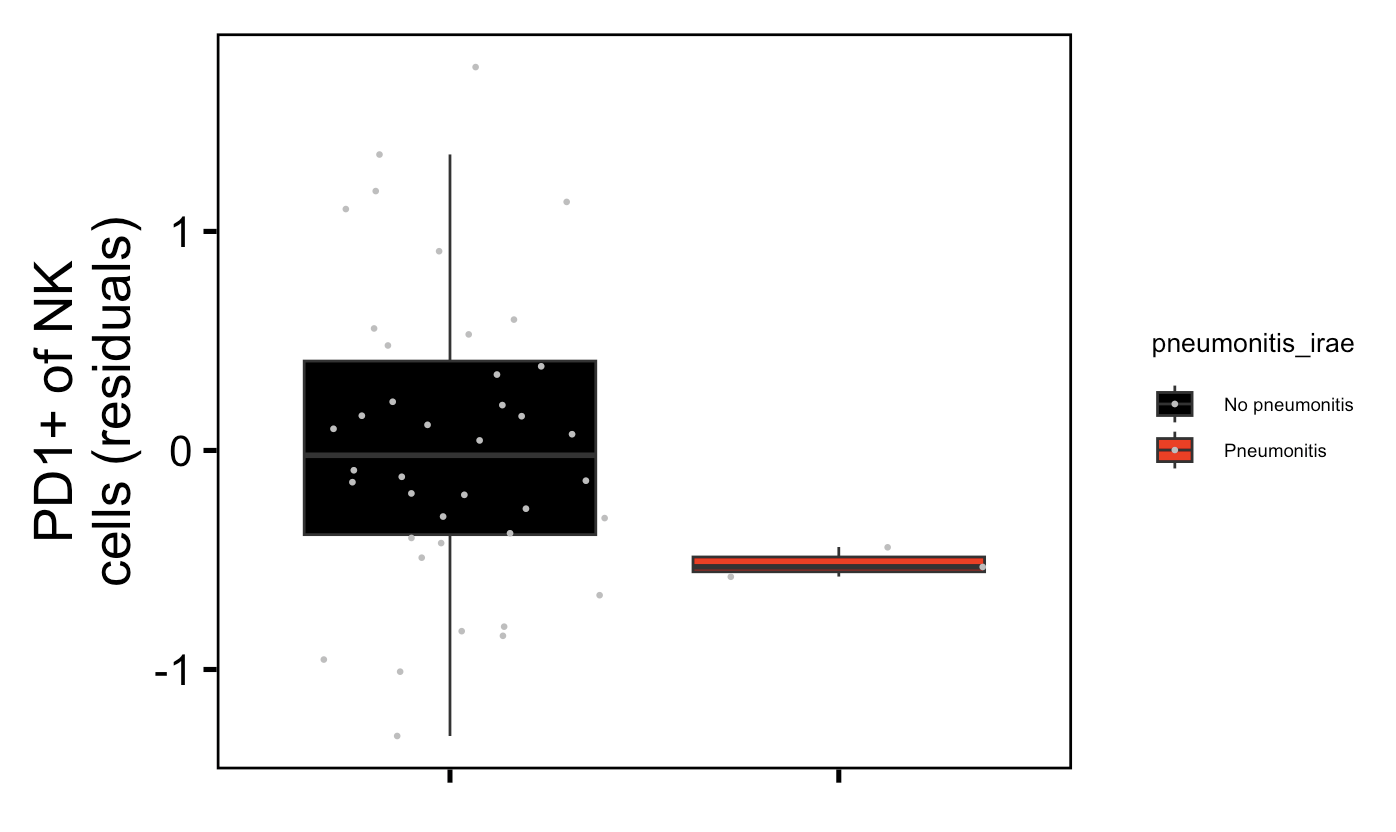 PD1+ of NK
cells (residuals)
1
0
-1
pneumonitis_irae
No pneumonitis
Pneumonitis